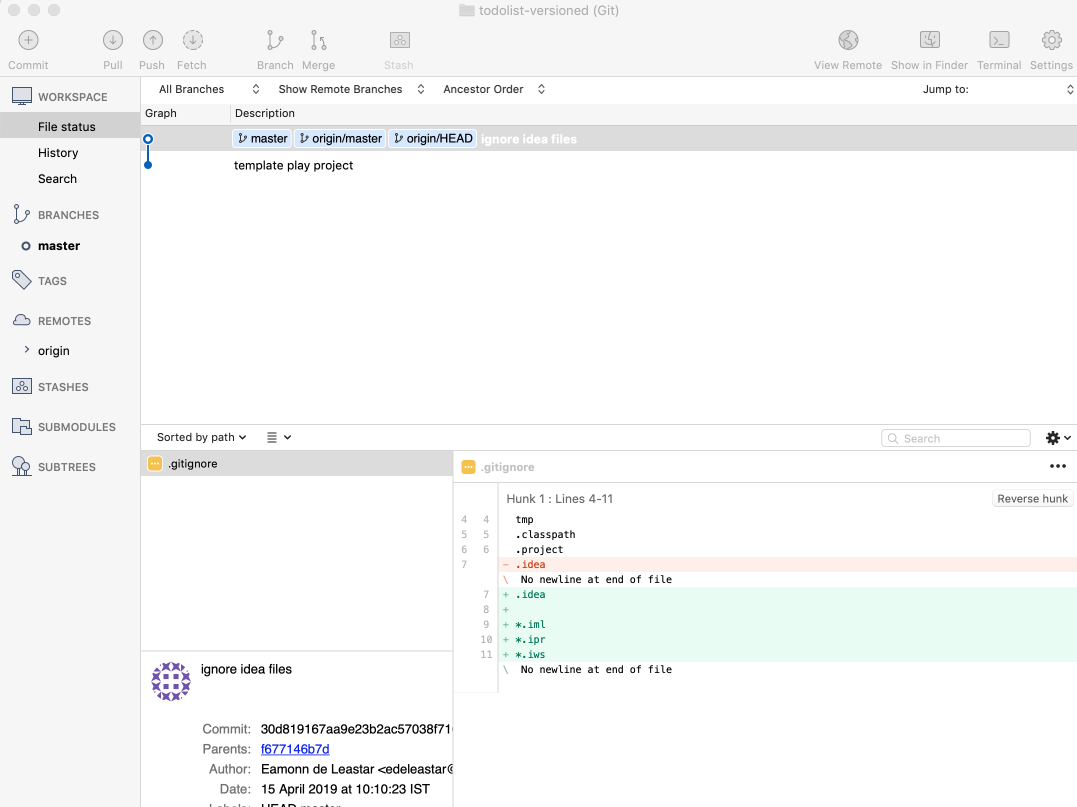 todolist-versioned (Git)
Commit Pull Push Fetch Branch Merge Stash View Remote Show in Finder Terminal Settings
WORKSPACE
File status
History
Search
BRANCHES
master
TAGS
REMOTES
origin
STASHES
SUBMODULES
SUBTREES
All Branches Show Remote Branches Ancestor Order Jump to:
Graph Description
master origin/master origin/HEAD ignore idea files
template play project
Sorted by path Search
.gitignore
ignore idea files
Commit: 30d819167aa9e23b2ac57038f71
Parents: f677146b7d
Author: Eamonn de Leastar <edeleastar@
Date: 15 April 2019 at 10:10:23 IST
Labels: HEAD master
.gitignore
Hunk 1 : Lines 4-11 Reverse hunk
4 4 tmp
5 5 .classpath
6 6 .project
7 - .idea
\ No newline at end of file
7 + .idea
8 +
9 + *.iml
10 + *.ipr
11 + *.iws
\ No newline at end of file